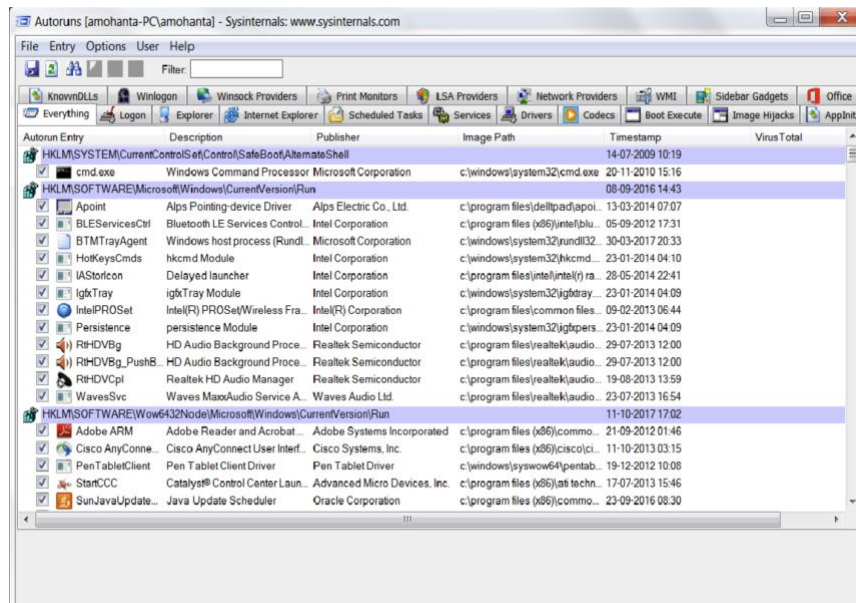 Autoruns [amohanta-PC\amohanta] - Sysinternals: www.sysinternals.com
File Entry Options User Help
Filter:
KnownDLLs Winlogon Winsock Providers Print Monitors LSA Providers Network Providers WMI Sidebar Gadgets Office
Everything Logon Explorer Internet Explorer Scheduled Tasks Services Drivers Codecs Boot Execute Image Hijacks AppInit
Autorun Entry Description Publisher Image Path Timestamp VirusTotal
HKLM\SYSTEM\CurrentControlSet\Control\SafeBoot\AlternateShell 14-07-2009 10:19
cmd.exe Windows Command Processor Microsoft Corporation c:\windows\system32\cmd.exe 20-11-2010 15:16
HKLM\SOFTWARE\Microsoft\Windows\CurrentVersion\Run 08-09-2016 14:43
Apoint Alps Pointing-device Driver Alps Electric Co., Ltd. c:\program files\delltpad\apoi... 13-03-2014 07:07
BLEServicesCtrl Bluetooth LE Services Control... Intel Corporation c:\program files (x86)\intel\blu... 05-09-2012 17:31
BTMTrayAgent Windows host process (Rundl... Microsoft Corporation c:\windows\system32\rundll32... 30-03-2017 20:33
HotKeysCmds hkcmd Module Intel Corporation c:\windows\system32\hkcmd.... 23-01-2014 04:10
IAStorIcon Delayed launcher Intel Corporation c:\program files\intel\intel(r) ra... 28-05-2014 22:41
IgfxTray igfxTray Module Intel Corporation c:\windows\system32\igfxtray.... 23-01-2014 04:09
IntelPROSet Intel(R) PROSet/Wireless Fra... Intel(R) Corporation c:\program files\common files... 09-02-2013 06:44
Persistence persistence Module Intel Corporation c:\windows\system32\igfxpers... 23-01-2014 04:09
RtHDVBg HD Audio Background Proce... Realtek Semiconductor c:\program files\realtek\audio... 29-07-2013 12:00
RtHDVBg_PushB... HD Audio Background Proce... Realtek Semiconductor c:\program files\realtek\audio... 29-07-2013 12:00
RtHDVCpl Realtek HD Audio Manager Realtek Semiconductor c:\program files\realtek\audio... 19-08-2013 13:59
WavesSvc Waves MaxxAudio Service A... Waves Audio Ltd. c:\program files\realtek\audio... 23-07-2013 16:54
HKLM\SOFTWARE\Wow6432Node\Microsoft\Windows\CurrentVersion\Run 11-10-2017 17:02
Adobe ARM Adobe Reader and Acrobat ... Adobe Systems Incorporated c:\program files (x86)\commo... 21-09-2012 01:46
Cisco AnyConne... Cisco AnyConnect User Interf... Cisco Systems, Inc. c:\program files (x86)\cisco\ci... 11-10-2013 03:15
PenTabletClient Pen Tablet Client Driver Pen Tablet Driver c:\windows\syswow64\pentab... 19-12-2012 10:08
StartCCC Catalyst® Control Center Laun... Advanced Micro Devices, Inc. c:\program files (x86)\ati techn... 17-07-2013 15:46
SunJavaUpdate... Java Update Scheduler Oracle Corporation c:\program files (x86)\commo... 23-09-2016 08:30